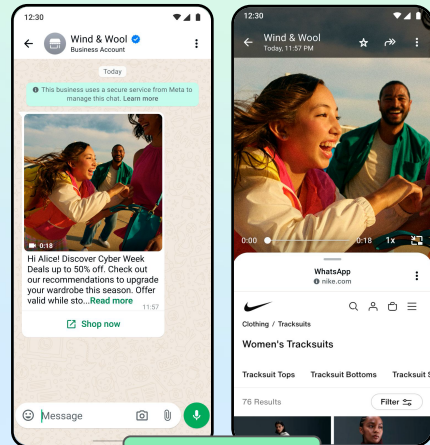 12:30
Wind & Wool
Business Account
Today
This business uses a secure service from Meta to
manage this chat. Learn more
0:18
Hi Alice! Discover Cyber Week
Deals up to 50% off. Check out
our recommendations to upgrade
your wardrobe this season. Offer
valid while sto...Read more
11:57
Shop now
Message
12:30
Wind & Wool
Today, 11:57 PM
0:00
0:18
1x
WhatsApp
nike.com
Clothing / Tracksuits
Women's Tracksuits
Tracksuit Tops
Tracksuit Bottoms
Tracksuit S
76 Results
Filter